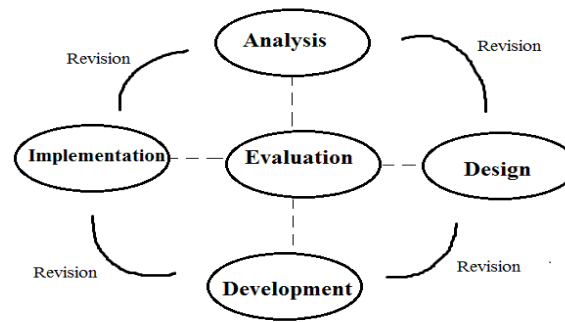 Analysis
Revision
Revision
Implementation
Evaluation
Design
Revision
Development
Revision